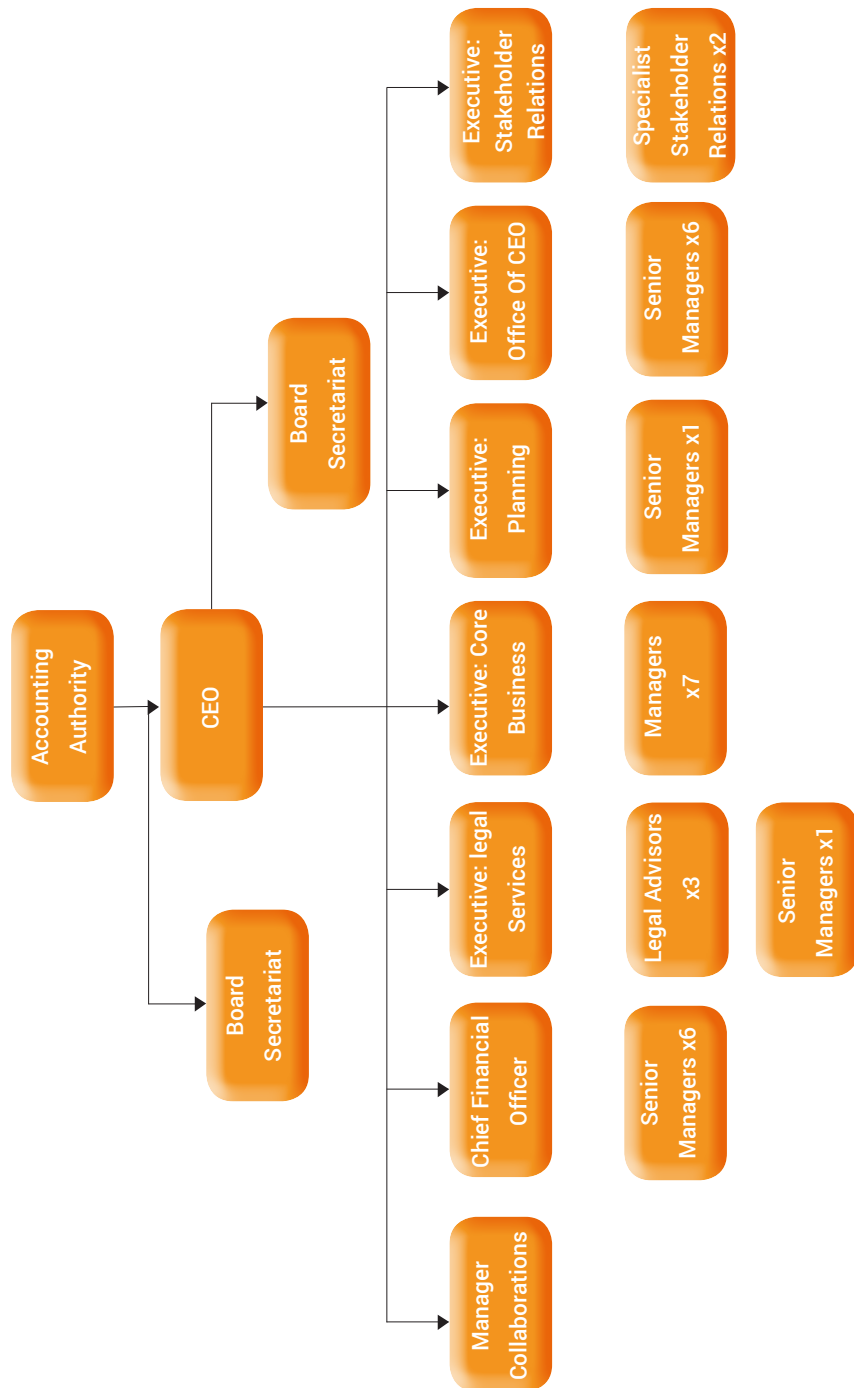 Accounting
Authority
CEO
Board
Secretariat
Board
Secretariat
Manager
Collaborations
Chief Financial
Officer
Executive: legal
Services
Executive: Core
Business
Executive:
Planning
Executive:
Office Of CEO
Executive:
Stakeholder
Relations
Senior
Managers x6
Legal Advisors
x3
Managers
x7
Senior
Managers x1
Senior
Managers x6
Specialist
Stakeholder
Relations x2
Senior
Managers x1